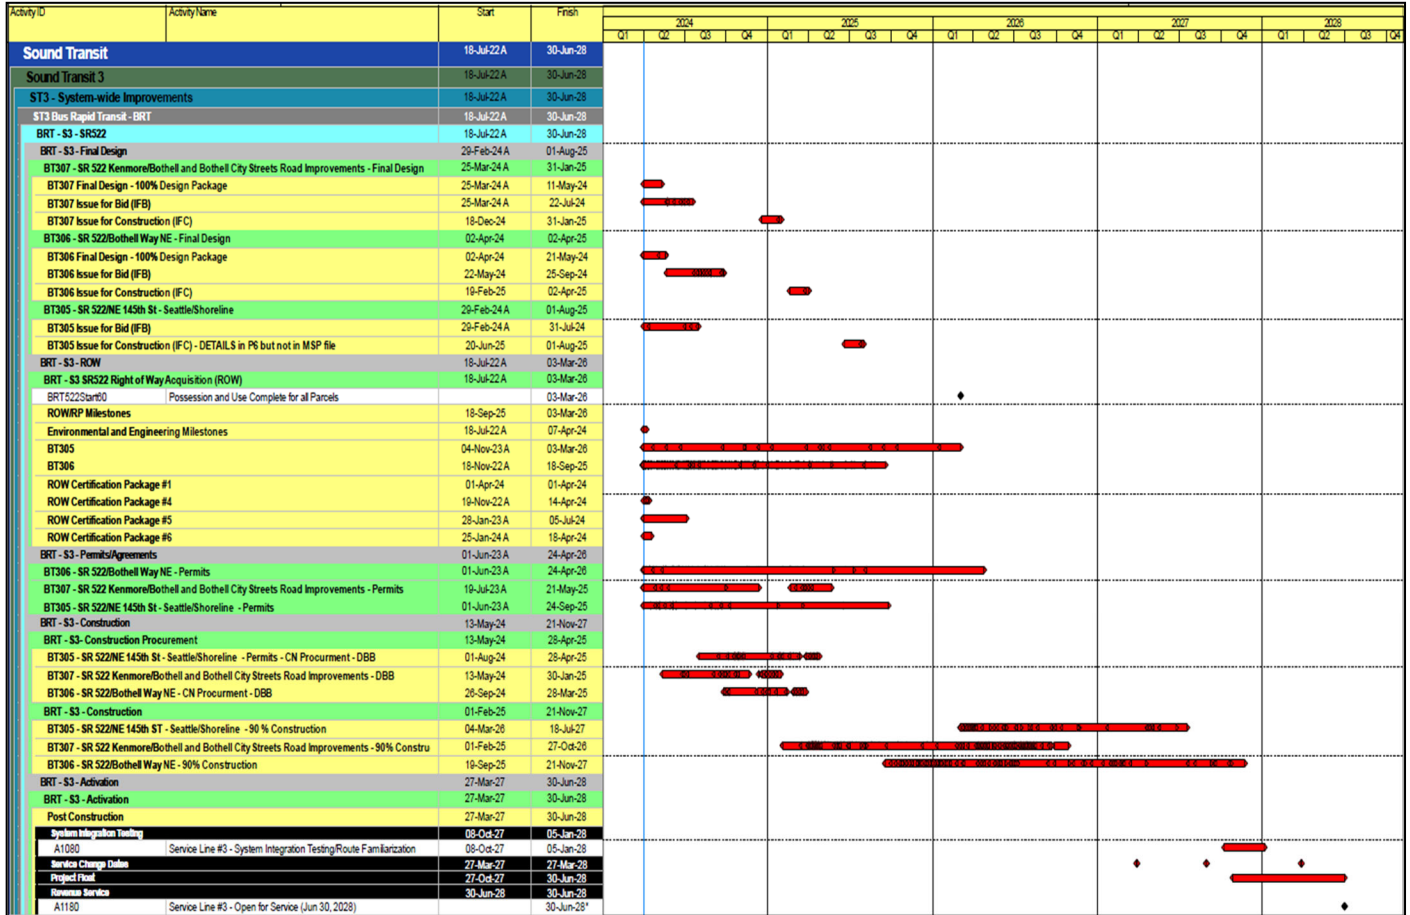 Activity ID Activity Name Start Finish 2024 2025 2026 2027 2028
Q1 Q2 Q3 Q4 Q1 Q2 Q3 Q4 Q1 Q2 Q3 Q4 Q1 Q2 Q3 Q4 Q1 Q2 Q3 Q4
Sound Transit 18-Jul-22 A 30-Jun-28
Sound Transit 3 18-Jul-22 A 30-Jun-28
ST3 - System-wide Improvements 18-Jul-22 A 30-Jun-28
ST3 Bus Rapid Transit - BRT 18-Jul-22 A 30-Jun-28
BRT - S3 - SR522 18-Jul-22 A 30-Jun-28
BRT - S3 - Final Design 29-Feb-24 A 01-Aug-25
BT307 - SR 522 Kenmore/Bothell and Bothell City Streets Road Improvements - Final Design 25-Mar-24 A 31-Jan-25
BT307 Final Design - 100% Design Package 25-Mar-24 A 11-May-24
BT307 Issue for Bid (IFB) 25-Mar-24 A 22-Jul-24
BT307 Issue for Construction (IFC) 18-Dec-24 31-Jan-25
BT306 - SR 522/Bothell Way NE - Final Design 02-Apr-24 02-Apr-25
BT306 Final Design - 100% Design Package 02-Apr-24 21-May-24
BT306 Issue for Bid (IFB) 22-May-24 25-Sep-24
BT306 Issue for Construction (IFC) 19-Feb-25 02-Apr-25
BT305 - SR 522/NE 145th St - Seattle/Shoreline 29-Feb-24 A 01-Aug-25
BT305 Issue for Bid (IFB) 29-Feb-24 A 31-Jul-24
BT305 Issue for Construction (IFC) - DETAILS in P6 but not in MSP file 20-Jun-25 01-Aug-25
BRT - S3 - ROW 18-Jul-22 A 03-Mar-26
BRT - S3 SR522 Right of Way Acquisition (ROW) 18-Jul-22 A 03-Mar-26
BRT522Start60 Possession and Use Complete for all Parcels 03-Mar-26
ROW/RP Milestones 18-Sep-25 03-Mar-26
Environmental and Engineering Milestones 18-Jul-22 A 07-Apr-24
BT305 04-Nov-23 A 03-Mar-26
BT306 18-Nov-22 A 18-Sep-25
ROW Certification Package #1 01-Apr-24 01-Apr-24
ROW Certification Package #4 19-Nov-22 A 14-Apr-24
ROW Certification Package #5 28-Jan-23 A 05-Jul-24
ROW Certification Package #6 25-Jan-24 A 18-Apr-24
BRT - S3 - Permits/Agreements 01-Jun-23 A 24-Apr-26
BT306 - SR 522/Bothell Way NE - Permits 01-Jun-23 A 24-Apr-26
BT307 - SR 522 Kenmore/Bothell and Bothell City Streets Road Improvements - Permits 19-Jul-23 A 21-May-25
BT305 - SR 522/NE 145th St - Seattle/Shoreline - Permits 01-Jun-23 A 24-Sep-25
BRT - S3 - Construction 13-May-24 21-Nov-27
BRT - S3- Construction Procurement 13-May-24 28-Apr-25
BT305 - SR 522/NE 145th St - Seattle/Shoreline - Permits - CN Procurment - DBB 01-Aug-24 28-Apr-25
BT307 - SR 522 Kenmore/Bothell and Bothell City Streets Road Improvements - DBB 13-May-24 30-Jan-25
BT306 - SR 522/Bothell Way NE - CN Procurment - DBB 26-Sep-24 28-Mar-25
BRT - S3 - Construction 01-Feb-25 21-Nov-27
BT305 - SR 522/NE 145th ST - Seattle/Shoreline - 90 % Construction 04-Mar-26 18-Jul-27
BT307 - SR 522 Kenmore/Bothell and Bothell City Streets Road Improvements - 90% Constru 01-Feb-25 27-Oct-26
BT306 - SR 522/Bothell Way NE - 90% Construction 19-Sep-25 21-Nov-27
BRT - S3 - Activation 27-Mar-27 30-Jun-28
BRT - S3 - Activation 27-Mar-27 30-Jun-28
Post Construction 27-Mar-27 30-Jun-28
System Integration Testing 08-Oct-27 05-Jan-28
A1080 Service Line #3 - System Integration Testing/Route Familiarization 08-Oct-27 05-Jan-28
Service Change Dates 27-Mar-27 27-Mar-28
Project Float 27-Oct-27 30-Jun-28
Revenue Service 30-Jun-28 30-Jun-28
A1180 Service Line #3 - Open for Service (Jun 30, 2028) 30-Jun-28*